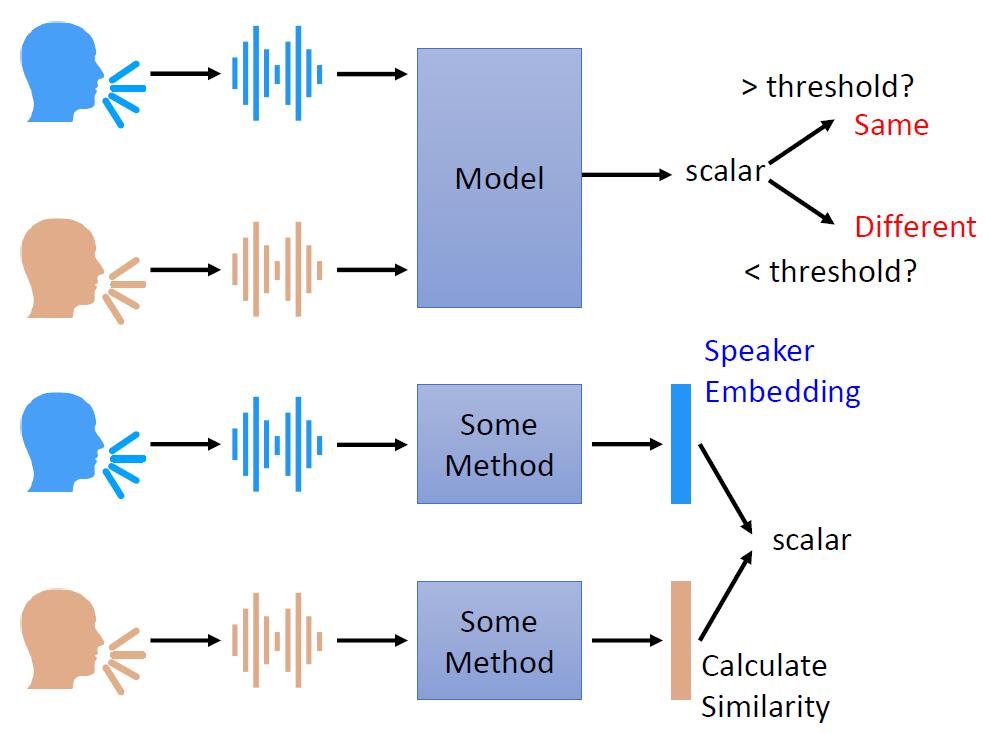 Model
scalar
> threshold?
Same
Different
< threshold?
Speaker
Embedding
Some
Method
scalar
Some
Method
Calculate
Similarity